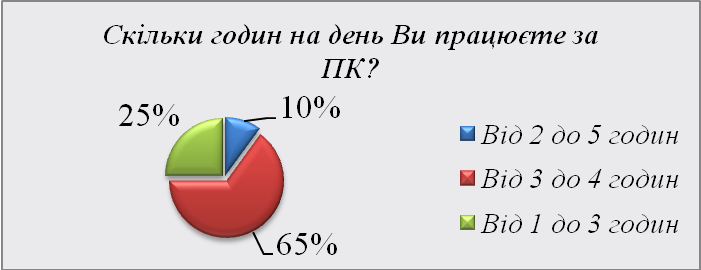 Скільки годин на день Ви працюєте за
ПК?
25%
10%
65%
Від 2 до 5 годин
Від 3 до 4 годин
Від 1 до 3 годин